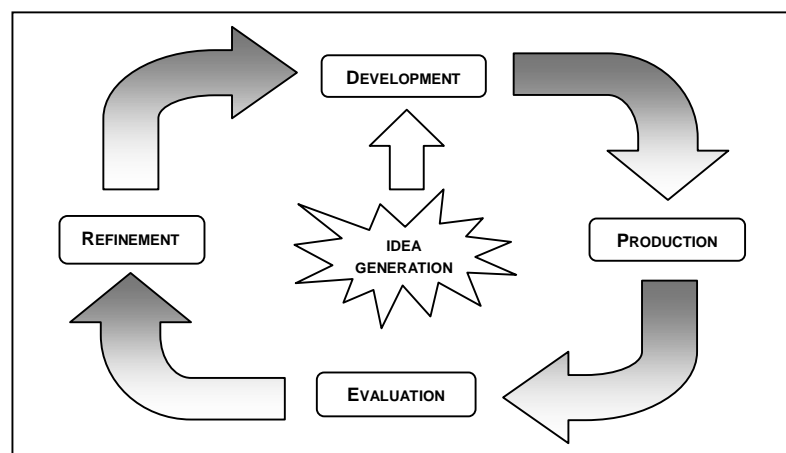 DEVELOPMENT
REFINEMENT
IDEA
GENERATION
PRODUCTION
EVALUATION